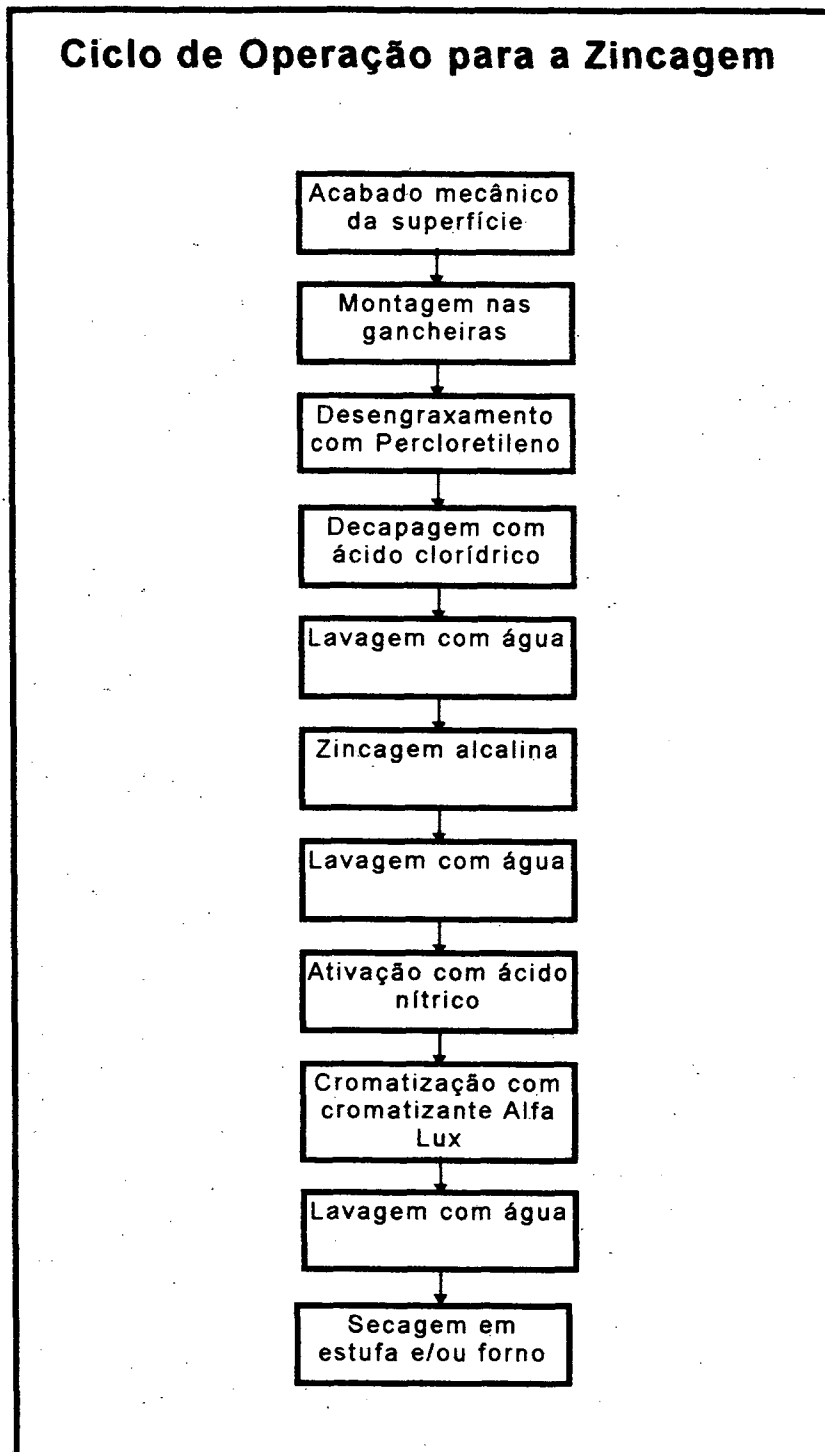 Ciclo de Operação para a Zincagem
Acabado mecânico
da superfície
Montagem nas
gancheiras
Desengraxamento
com Percloretileno
Decapagem com
ácido clorídrico
Lavagem com água
Zincagem alcalina
Lavagem com água
Ativação com ácido
nítrico
Cromatização com
cromatizante Alfa
Lux
Lavagem com água
Secagem em
estufa e/ou forno